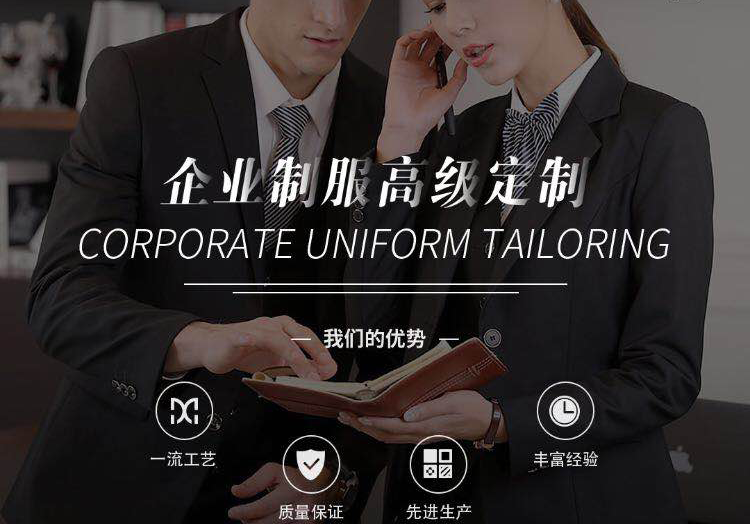 企业制服高级定制
CORPORATE UNIFORM TAILORING
— 我们的优势 —
一流工艺
质量保证
先进生产
丰富经验